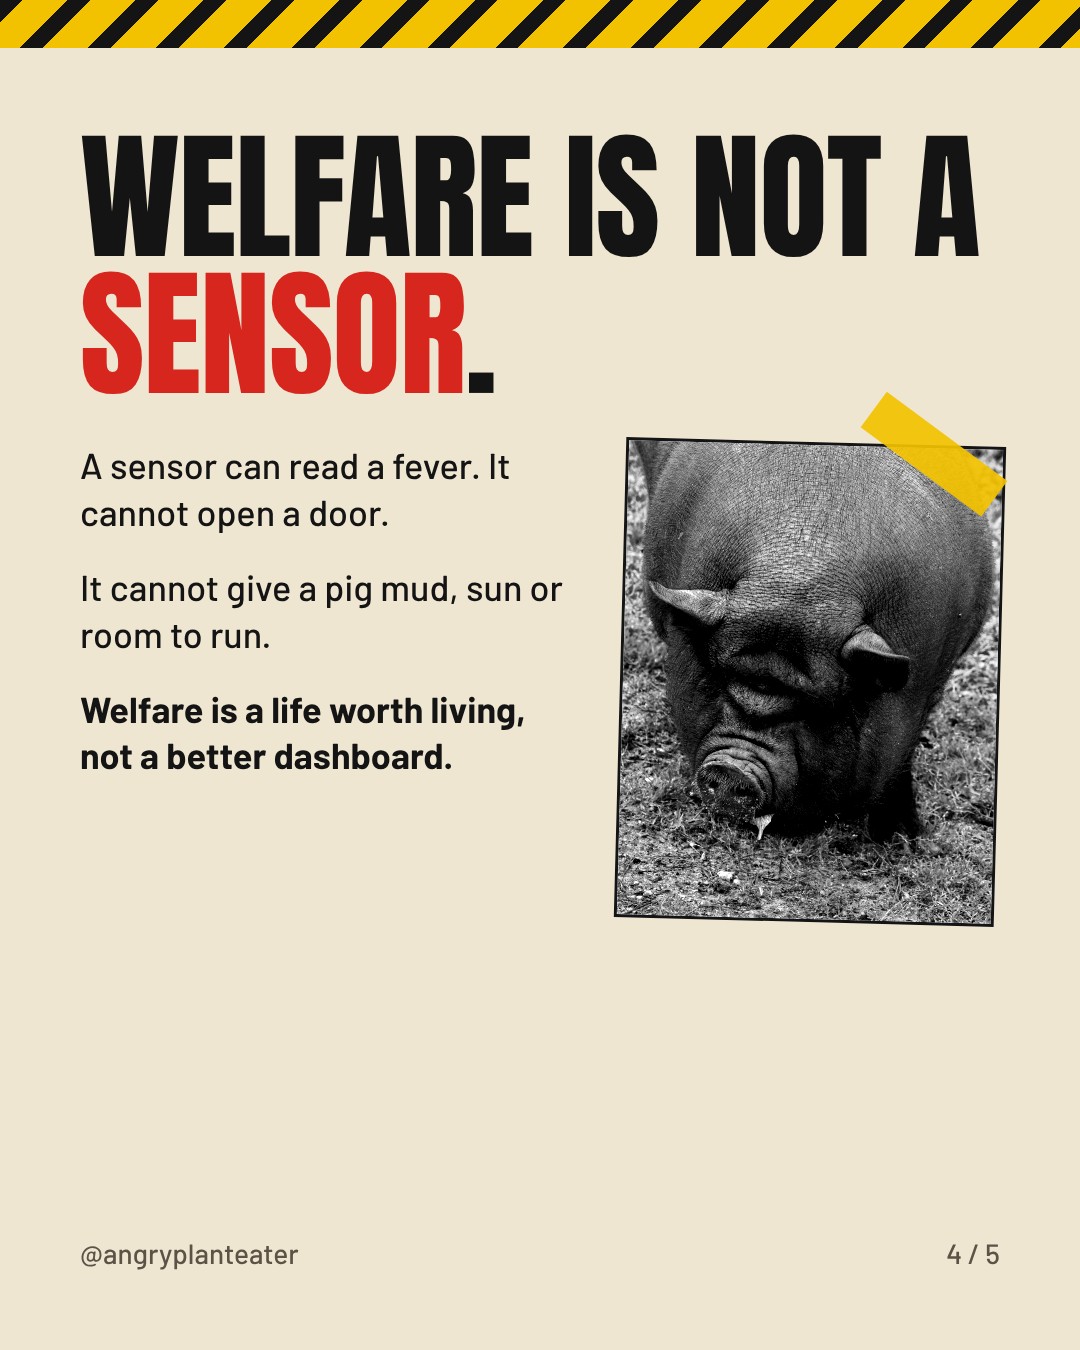 WELFARE IS NOT A
SENSOR.
A sensor can read a fever. It
cannot open a door.
It cannot give a pig mud, sun or
room to run.
Welfare is a life worth living,
not a better dashboard.
@angryplanteater
4 / 5